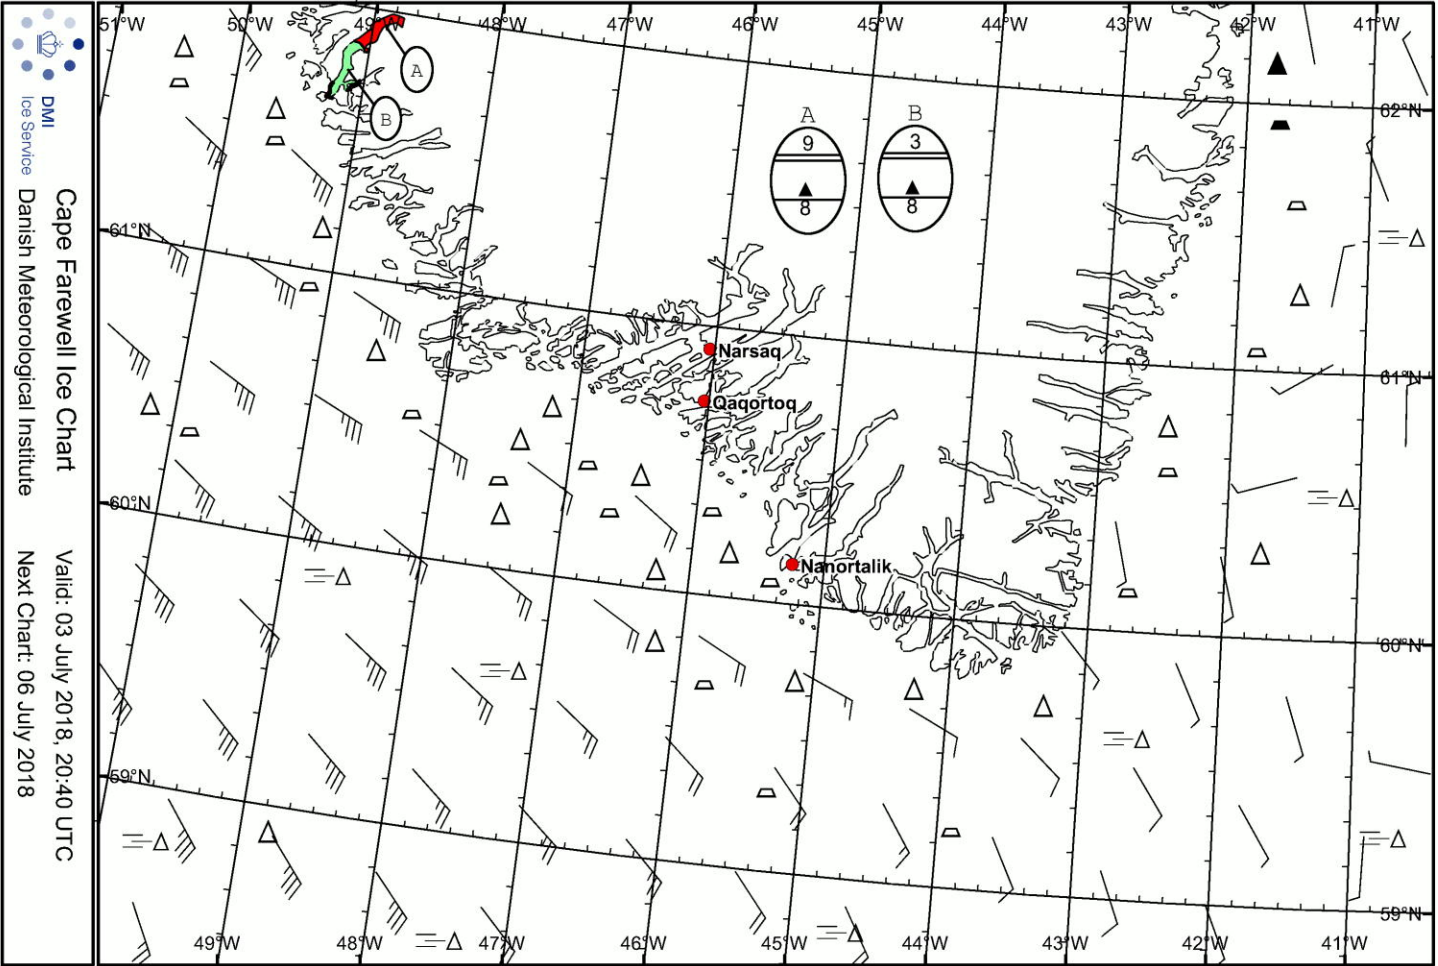 51°W 50°W 49°W 48°W 47°W 46°W 45°W 44°W 43°W 42°W 41°W
DMI
Ice Service
Cape Farewell Ice Chart
Danish Meteorological Institute
Valid: 03 July 2018, 20:40 UTC
Next Chart: 06 July 2018
A
B
A
9
8
B
3
8
62°N
61°N
61°N
Narsaq
Qaqortoq
60°N
Nanortalik
60°N
59°N
59°N
49°W 48°W 47°W 46°W 45°W 44°W 43°W 42°W 41°W